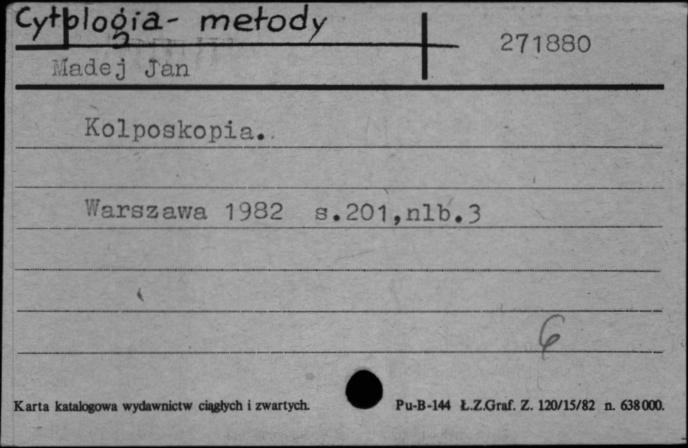 Cytologia - metody
271880
Madej Jan
Kolposkopia.
Warszawa 1982 s.201,nlb.3
6
Karta katalogowa wydawnictw ciągłych i zwartych. Pu-B-144 Ł.Z.Graf. Z. 120/15/82 n. 638000.